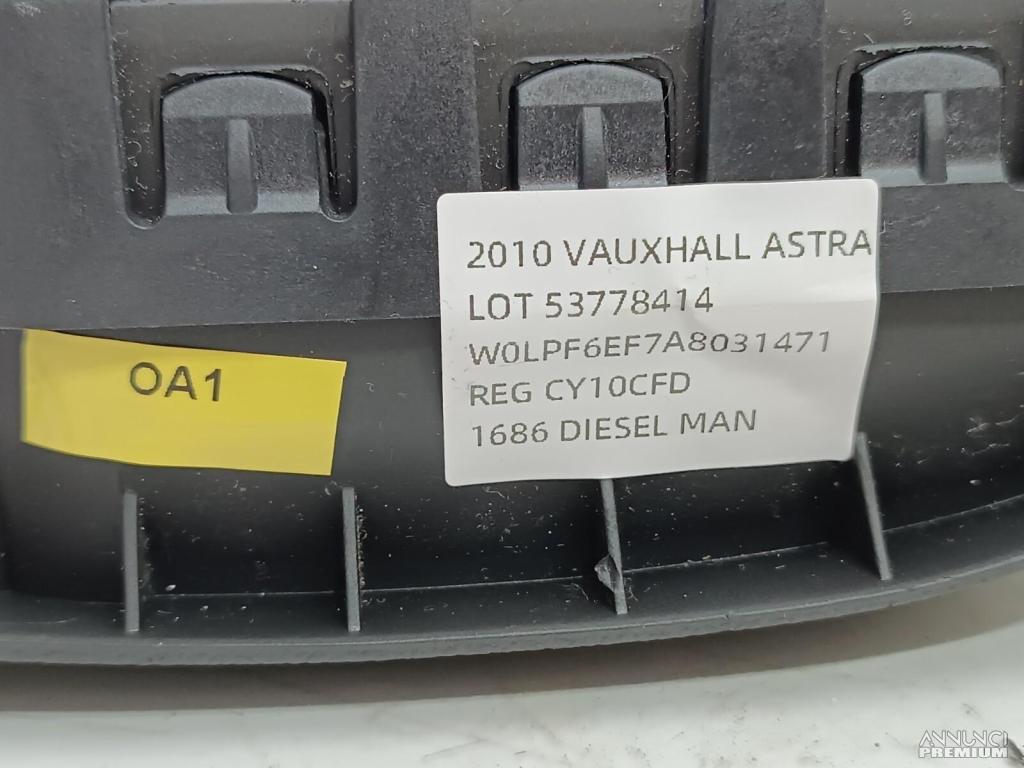 2010 VAUXHALL ASTRA
LOT 53778414
W0LPF6EF7A8031471
REG CY10CFD
1686 DIESEL MAN
OA1
ANNUNCI
PREMIUM